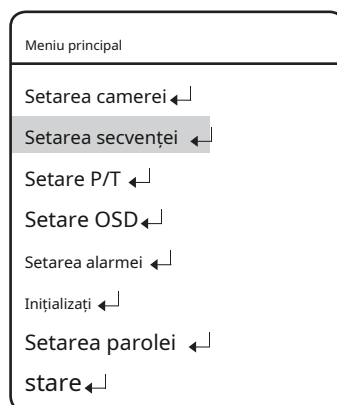 Meniu principal
Setarea camerei
Setarea secvenței
Setare P/T
Setare OSD
Setarea alarmei
Inițializați
Setarea parolei
stare